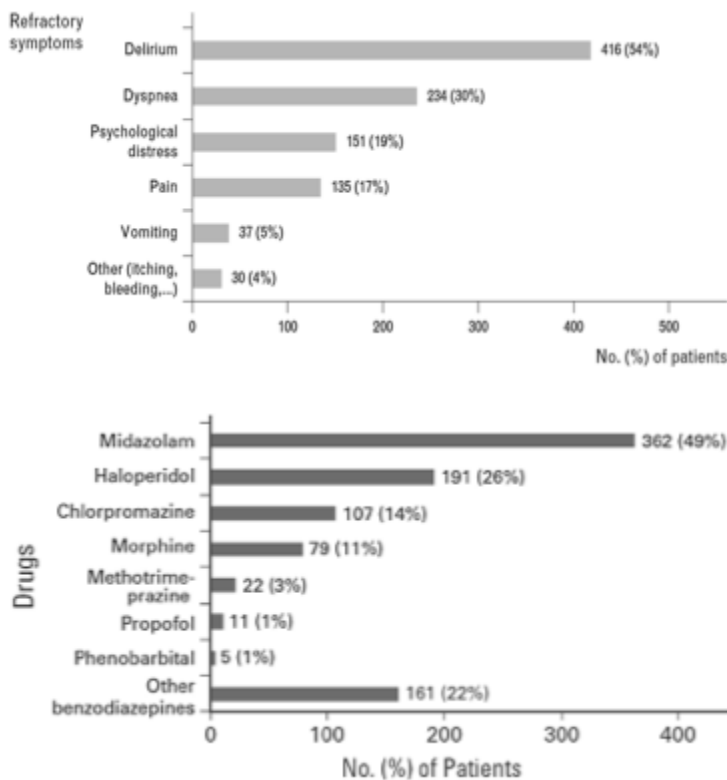 Refractory
symptoms
Delirium
416 (54%)
Dyspnea
234 (30%)
Psychological
distress
151 (19%)
Pain
135 (17%)
Vomiting
37 (5%)
Other (itching,
bleeding,...)
30 (4%)
0 100 200 300 400 500
No. (%) of patients
Drugs
Midazolam
362 (49%)
Haloperidol
191 (26%)
Chlorpromazine
107 (14%)
Morphine
79 (11%)
Methotrime-
prazine
22 (3%)
Propofol
11 (1%)
Phenobarbital
5 (1%)
Other
benzodiazepines
161 (22%)
0 100 200 300 400
No. (%) of Patients